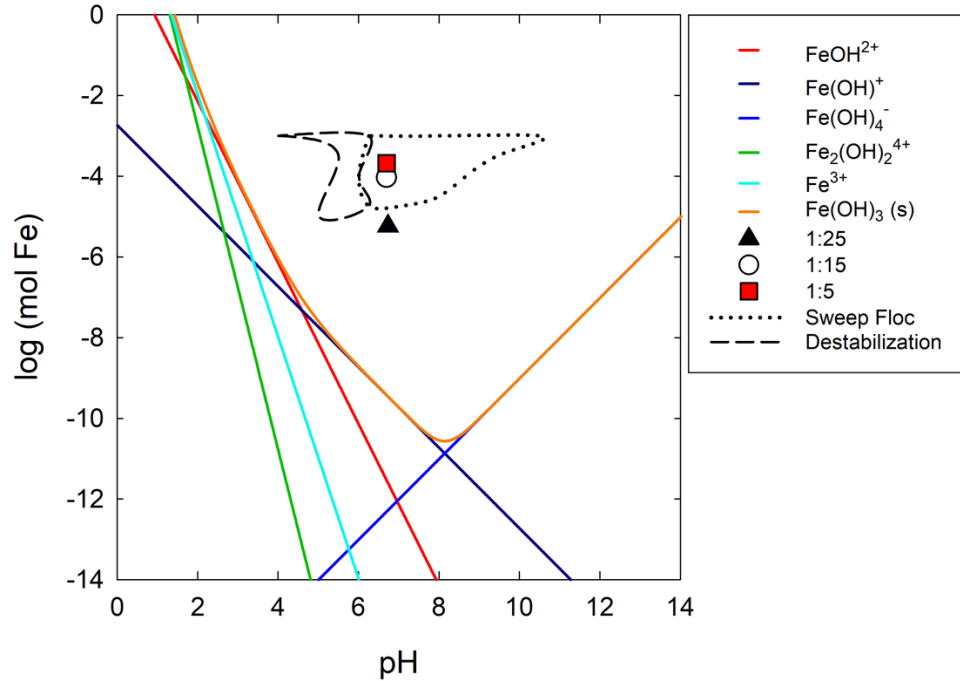 0
-2
-4
-6
-8
-10
-12
-14
log (mol Fe)
0 2 4 6 8 10 12 14
pH
FeOH²⁺
Fe(OH)⁺
Fe(OH)₄⁻
Fe₂(OH)₂⁴⁺
Fe³⁺
Fe(OH)₃ (s)
1:25
1:15
1:5
Sweep Floc
Destabilization